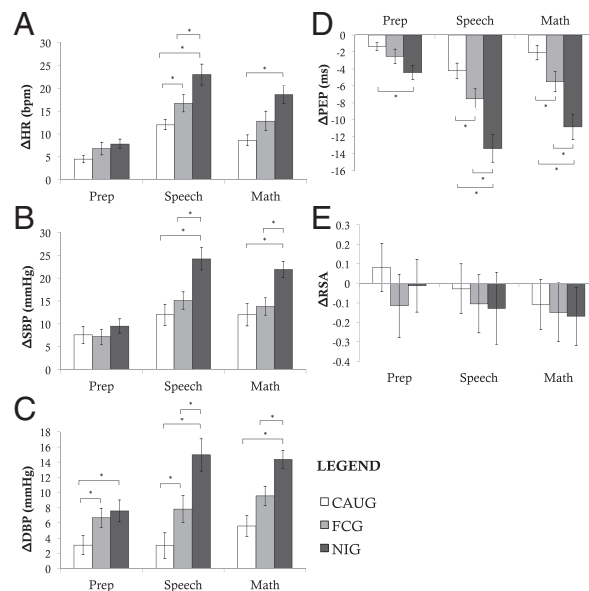 A
ΔHR (bpm)
30
25
20
15
10
5
0
* * * *
Prep Speech Math
B
ΔSBP (mmHg)
30
25
20
15
10
5
0
* * * *
Prep Speech Math
C
ΔDBP (mmHg)
18
16
14
12
10
8
6
4
2
0
* * * * * * *
Prep Speech Math
D
Prep Speech Math
ΔPEP (ms)
0
-2
-4
-6
-8
-10
-12
-14
-16
* * * * * * *
E
ΔRSA
0.3
0.2
0.1
0
-0.1
-0.2
-0.3
-0.4
Prep Speech Math
LEGEND
CAUG
FCG
NIG